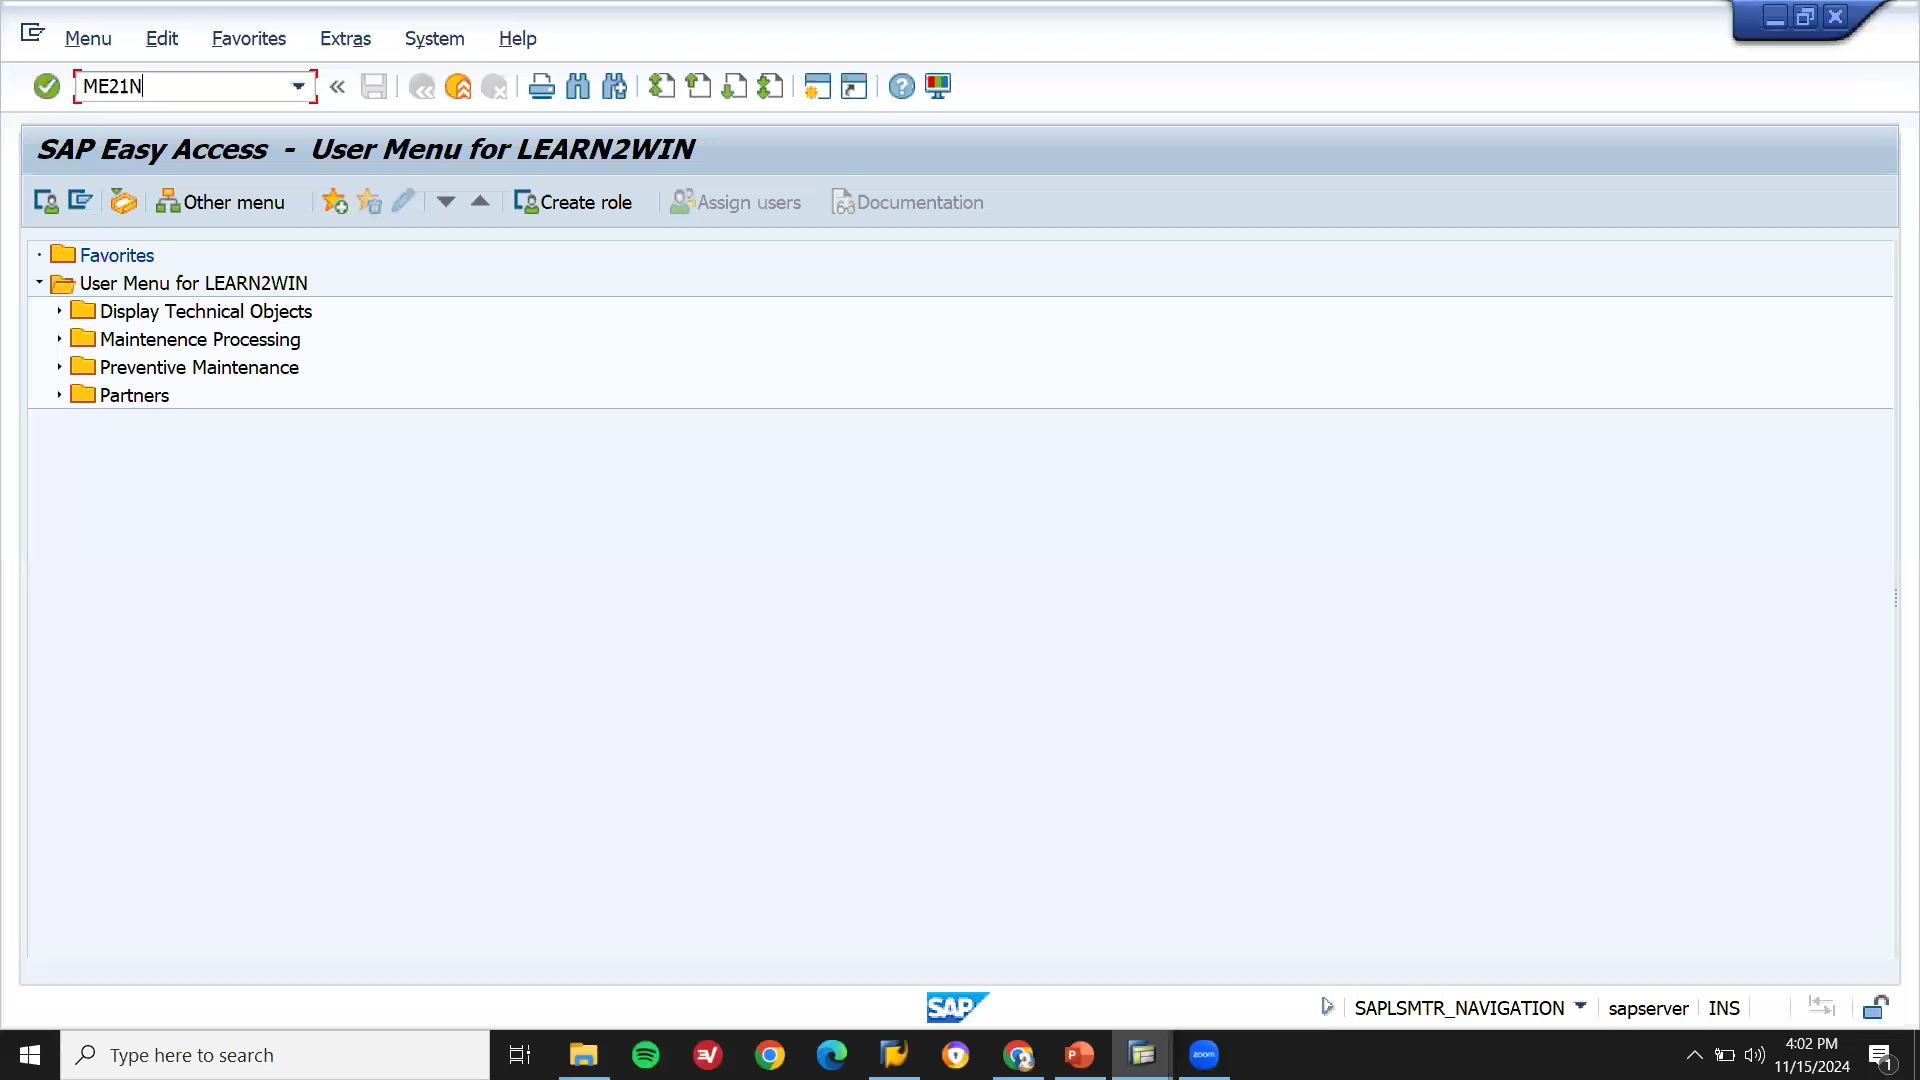 Menu Edit Favorites Extras System Help
ME21N
SAP Easy Access - User Menu for LEARN2WIN
Other menu Create role Assign users Documentation
Favorites
User Menu for LEARN2WIN
Display Technical Objects
Maintenence Processing
Preventive Maintenance
Partners
SAP SAPLSMTR_NAVIGATION sapserver INS
Type here to search
zoom
4:02 PM
11/15/2024
1